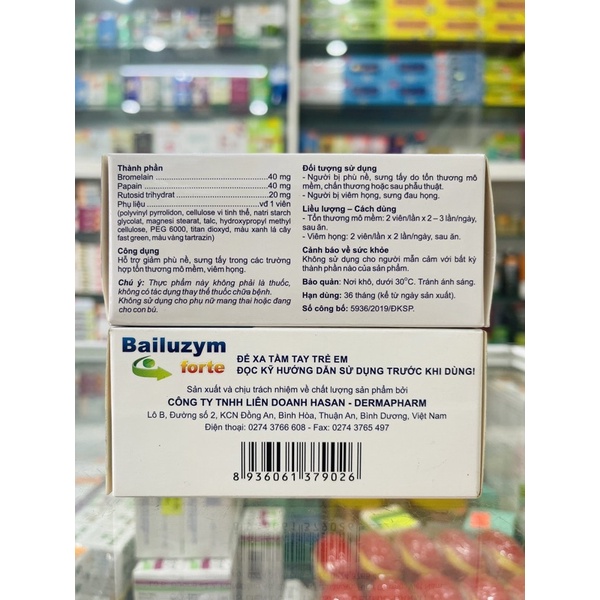 Thành phần
Bromelain 40 mg
Papain 40 mg
Rutosid trihydrat 20 mg
Phụ liệu vđ 1 viên
(polyvinyl pyrrolidon, cellulose vi tinh thể, natri starch
glycolat, magnesi stearat, talc, hydroxypropyl methyl
cellulose, PEG 6000, titan dioxyd, màu xanh lá cây
fast green, màu vàng tartrazin)
Công dụng
Hỗ trợ giảm phù nề, sưng tấy trong các trường
hợp tổn thương mô mềm, viêm họng.
Chú ý: Thực phẩm này không phải là thuốc,
không có tác dụng thay thế thuốc chữa bệnh.
Không sử dụng cho phụ nữ mang thai hoặc đang
cho con bú.
Đối tượng sử dụng
- Người bị phù nề, sưng tấy do tổn thương mô
mềm, chấn thương hoặc sau phẫu thuật.
- Người bị viêm họng, sưng đau họng.
Liều lượng – Cách dùng
- Tổn thương mô mềm: 2 viên/lần x 2 – 3 lần/ngày,
sau ăn.
- Viêm họng: 2 viên/lần x 2 lần/ngày, sau ăn.
Cảnh báo về sức khỏe
Không sử dụng cho người mẫn cảm với bất kỳ
thành phần nào của sản phẩm.
Bảo quản: Nơi khô, dưới 30°C. Tránh ánh sáng.
Hạn dùng: 36 tháng (kể từ ngày sản xuất).
Số công bố: 5936/2019/ĐKSP.
Bailuzym
forte
ĐỂ XA TẦM TAY TRẺ EM
ĐỌC KỸ HƯỚNG DẪN SỬ DỤNG TRƯỚC KHI DÙNG!
Sản xuất và chịu trách nhiệm về chất lượng sản phẩm bởi
CÔNG TY TNHH LIÊN DOANH HASAN - DERMAPHARM
Lô B, Đường số 2, KCN Đồng An, Bình Hòa, Thuận An, Bình Dương, Việt Nam
Điện thoại: 0274 3766 608 - Fax: 0274 3765 497
8 936061 379026